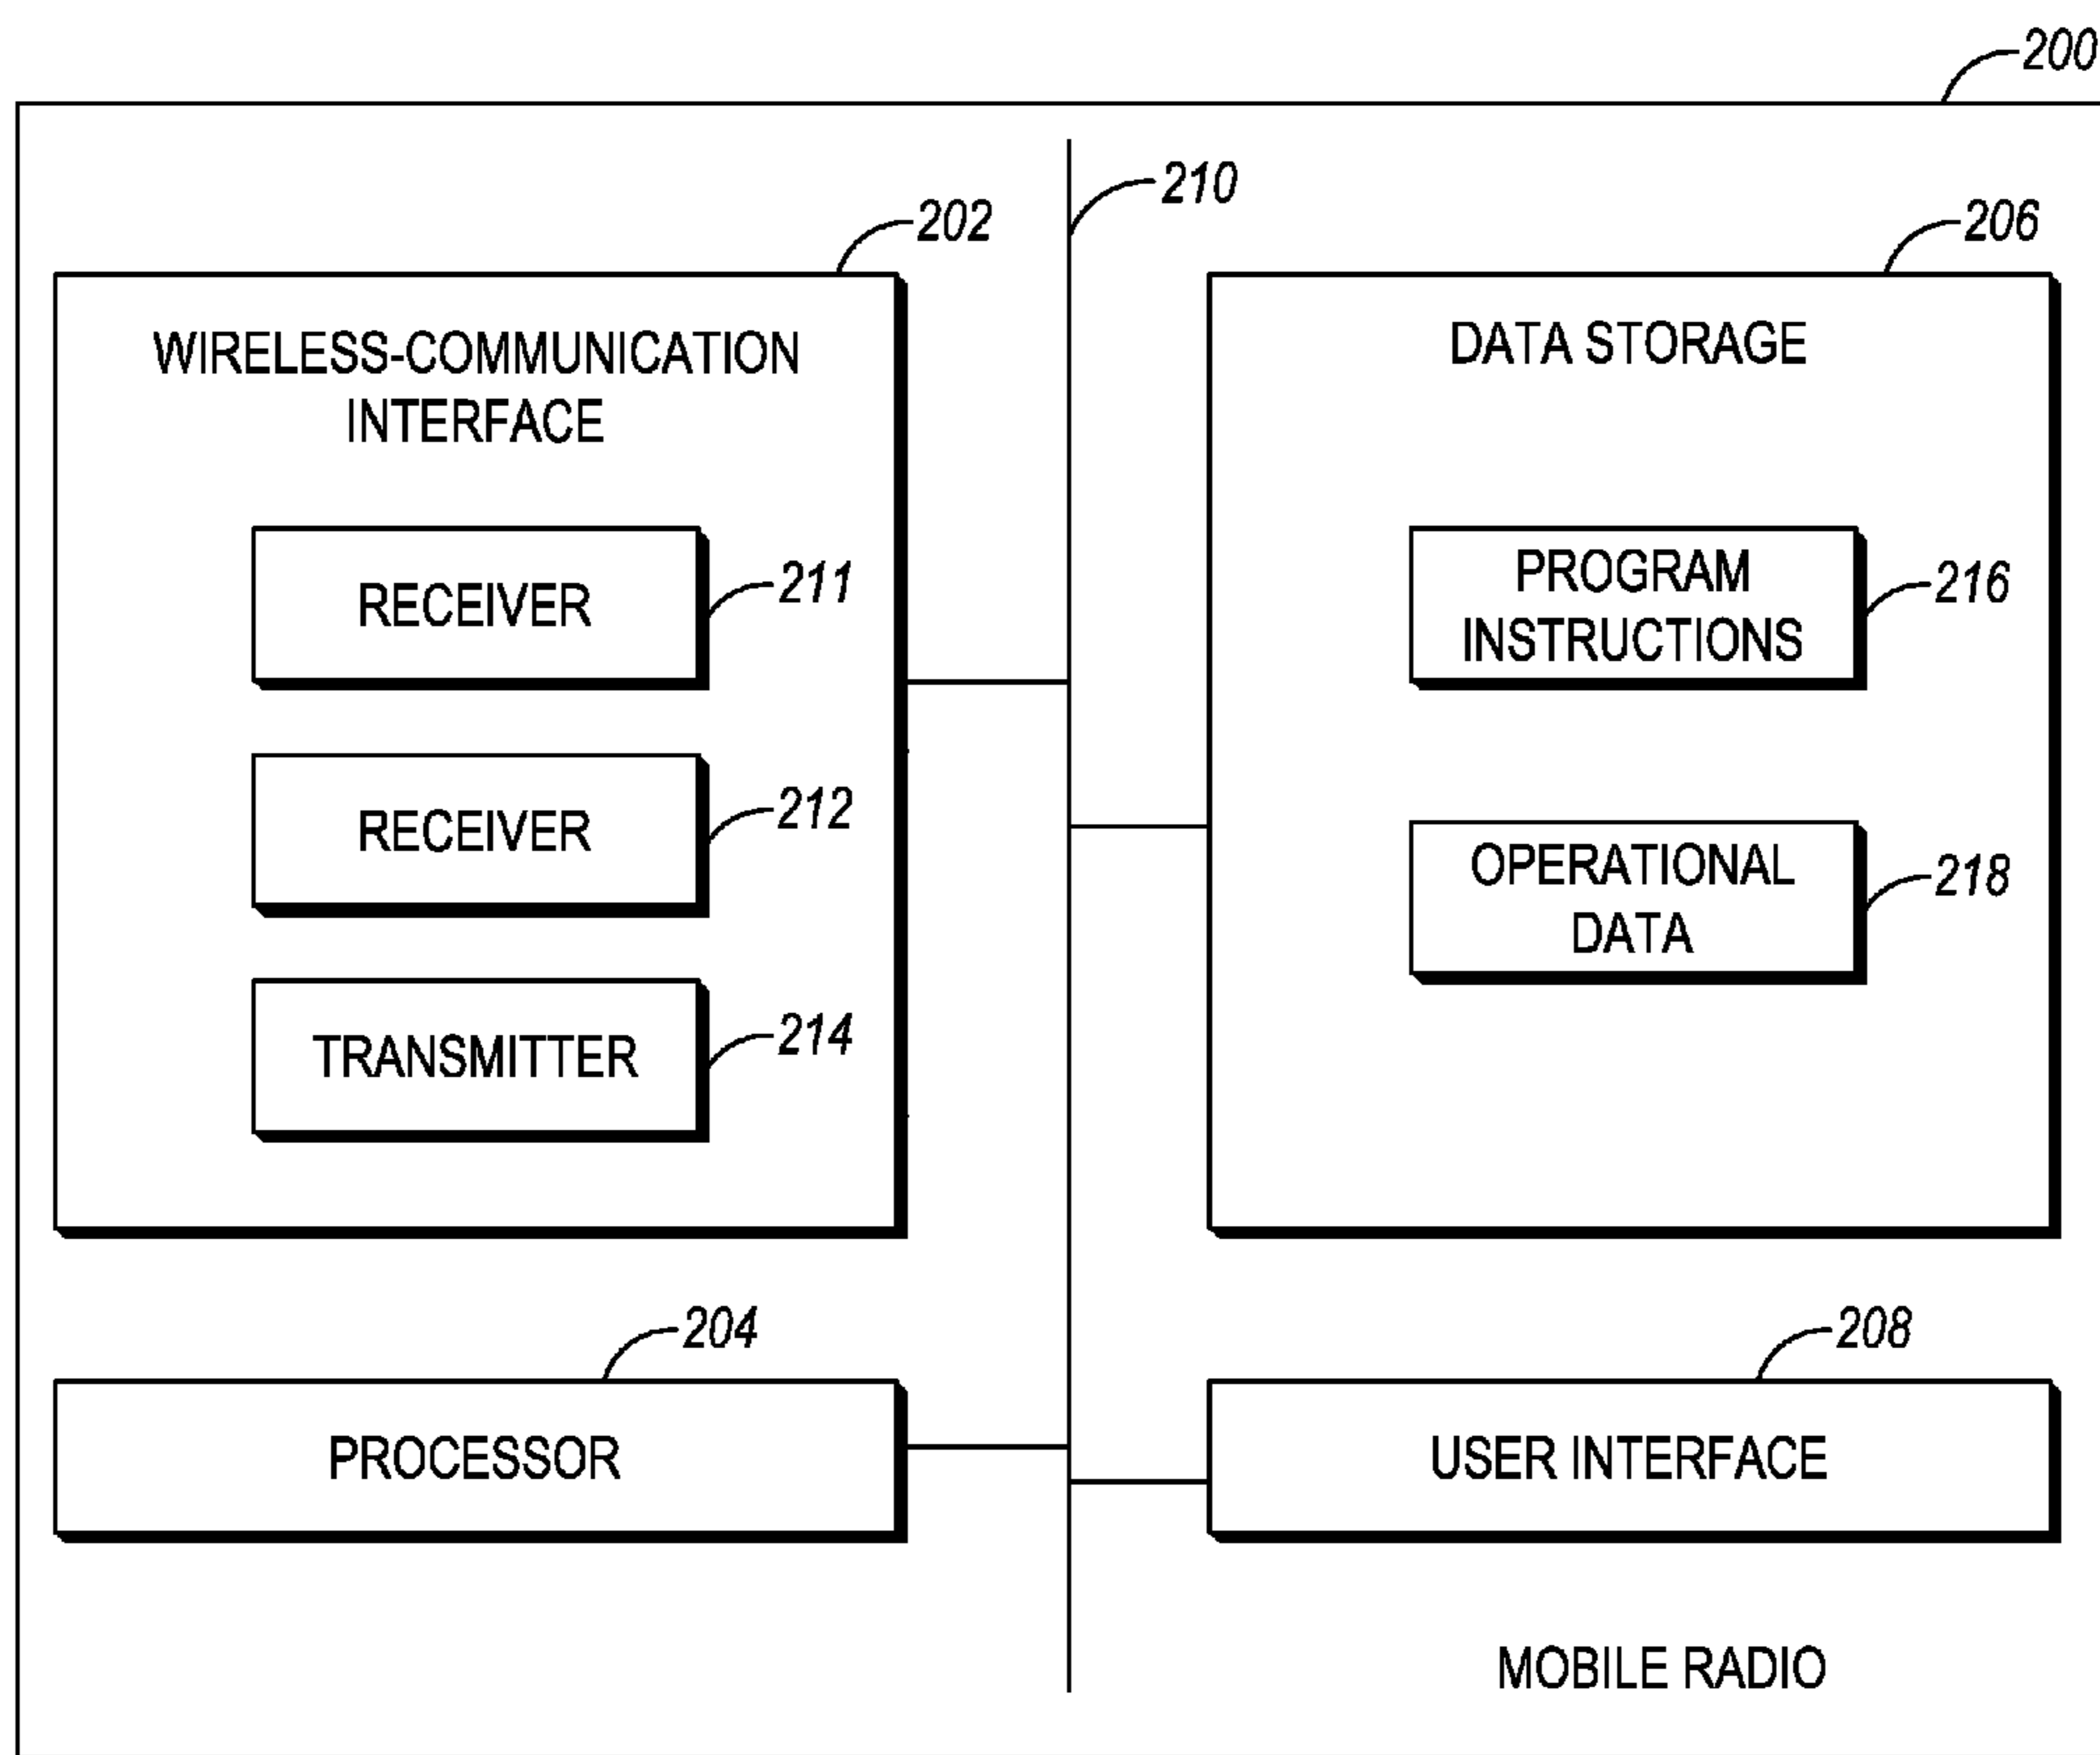 200
210
202
206
WIRELESS-COMMUNICATION
INTERFACE
DATA STORAGE
RECEIVER
211
PROGRAM
INSTRUCTIONS
216
RECEIVER
212
OPERATIONAL
DATA
218
TRANSMITTER
214
204
208
PROCESSOR
USER INTERFACE
MOBILE RADIO